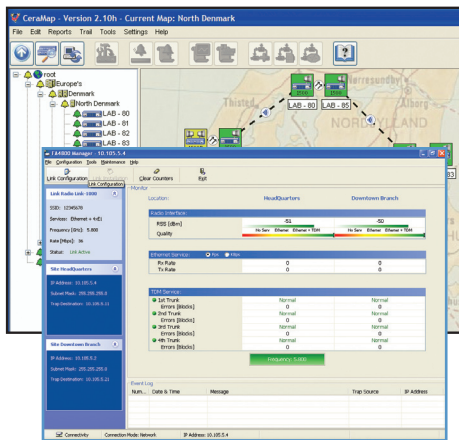 CeraMap - Version 2.10h - Current Map: North Denmark
File Edit Reports Trail Tools Settings Help
root
Europe's
Denmark
North Denmark
LAB - 80
LAB - 81
LAB - 82
LAB - 83
Thisted
Nørresundby
Ålborg
NORDJYLLAND
LAB - 80
LAB - 85
EA4800 Manager - 10.105.5.4
File Configuration Tools Maintenance Help
Link Configuration
Clear Counters
Exit
Link Configuration
Link Radio Link-1000
SSID: 12345678
Services: Ethernet + 4xE1
Frequency [GHz]: 5.800
Rate [Mbps]: 36
Status: Link Active
Site HeadQuarters
IP Address: 10.105.5.4
Subnet Mask: 255.255.255.0
Trap Destination: 10.105.5.11
Site Downtown Branch
IP Address: 10.105.5.2
Subnet Mask: 255.255.255.0
Trap Destination: 10.105.5.21
Monitor
Location: HeadQuarters Downtown Branch
Radio Interface:
RSS [dBm] -51 -50
Quality No Serv Ethernet Ethernet + TDM No Serv Ethernet Ethernet + TDM
Ethernet Service:
Rx Rate 0 0
Tx Rate 0 0
TDM Service:
1st Trunk Normal Normal
Errors [Blocks] 0 0
2nd Trunk Normal Normal
Errors [Blocks] 0 0
3rd Trunk Normal Normal
Errors [Blocks] 0 0
4th Trunk Normal Normal
Errors [Blocks] 0 0
Frequency: 5.800
Event Log
Num... Date & Time Message Trap Source IP Address
Connectivity Connection Mode: Network IP Address: 10.105.5.4